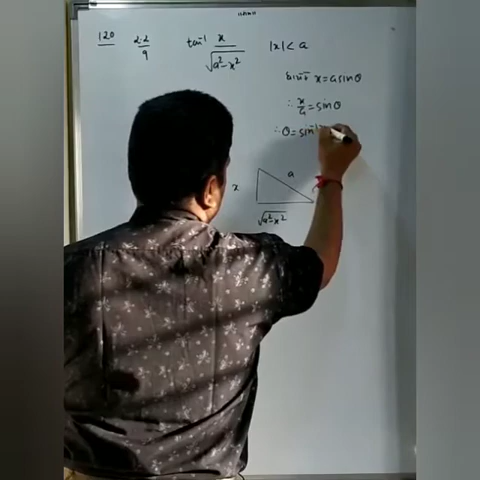 120
2.2
9
tan⁻¹ x / √(a²-x²) |x| < a
x = a sinθ
∴ x/a = sinθ
∴ θ = sin⁻¹
a
x
√(a²-x²)